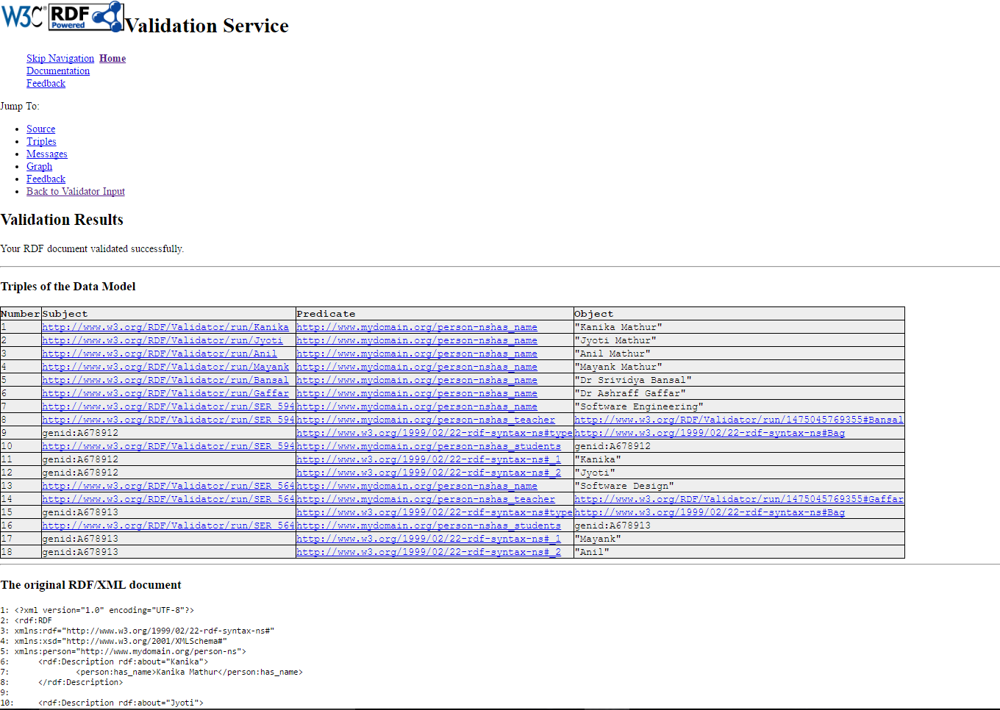 W3C® RDF Powered Validation Service
Skip Navigation Home
Documentation
Feedback
Jump To:
Source
Triples
Messages
Graph
Feedback
Back to Validator Input
Validation Results
Your RDF document validated successfully.
Triples of the Data Model
Number Subject Predicate Object
1 http://www.w3.org/RDF/Validator/run/Kanika http://www.mydomain.org/person-nshas_name "Kanika Mathur"
2 http://www.w3.org/RDF/Validator/run/Jyoti http://www.mydomain.org/person-nshas_name "Jyoti Mathur"
3 http://www.w3.org/RDF/Validator/run/Anil http://www.mydomain.org/person-nshas_name "Anil Mathur"
4 http://www.w3.org/RDF/Validator/run/Mayank http://www.mydomain.org/person-nshas_name "Mayank Mathur"
5 http://www.w3.org/RDF/Validator/run/Bansal http://www.mydomain.org/person-nshas_name "Dr Srividya Bansal"
6 http://www.w3.org/RDF/Validator/run/Gaffar http://www.mydomain.org/person-nshas_name "Dr Ashraff Gaffar"
7 http://www.w3.org/RDF/Validator/run/SER_594 http://www.mydomain.org/person-nshas_name "Software Engineering"
8 http://www.w3.org/RDF/Validator/run/SER_594 http://www.mydomain.org/person-nshas_teacher http://www.w3.org/RDF/Validator/run/1475045769355#Bansal
9 genid:A678912 http://www.w3.org/1999/02/22-rdf-syntax-ns#type http://www.w3.org/1999/02/22-rdf-syntax-ns#Bag
10 http://www.w3.org/RDF/Validator/run/SER_594 http://www.mydomain.org/person-nshas_students genid:A678912
11 genid:A678912 http://www.w3.org/1999/02/22-rdf-syntax-ns#_1 "Kanika"
12 genid:A678912 http://www.w3.org/1999/02/22-rdf-syntax-ns#_2 "Jyoti"
13 http://www.w3.org/RDF/Validator/run/SER_564 http://www.mydomain.org/person-nshas_name "Software Design"
14 http://www.w3.org/RDF/Validator/run/SER_564 http://www.mydomain.org/person-nshas_teacher http://www.w3.org/RDF/Validator/run/1475045769355#Gaffar
15 genid:A678913 http://www.w3.org/1999/02/22-rdf-syntax-ns#type http://www.w3.org/1999/02/22-rdf-syntax-ns#Bag
16 http://www.w3.org/RDF/Validator/run/SER_564 http://www.mydomain.org/person-nshas_students genid:A678913
17 genid:A678913 http://www.w3.org/1999/02/22-rdf-syntax-ns#_1 "Mayank"
18 genid:A678913 http://www.w3.org/1999/02/22-rdf-syntax-ns#_2 "Anil"
The original RDF/XML document
1: <?xml version="1.0" encoding="UTF-8"?>
2: <rdf:RDF
3: xmlns:rdf="http://www.w3.org/1999/02/22-rdf-syntax-ns#"
4: xmlns:xsd="http://www.w3.org/2001/XMLSchema#"
5: xmlns:person="http://www.mydomain.org/person-ns">
6: <rdf:Description rdf:about="Kanika">
7: <person:has_name>Kanika Mathur</person:has_name>
8: </rdf:Description>
9:
10: <rdf:Description rdf:about="Jyoti">